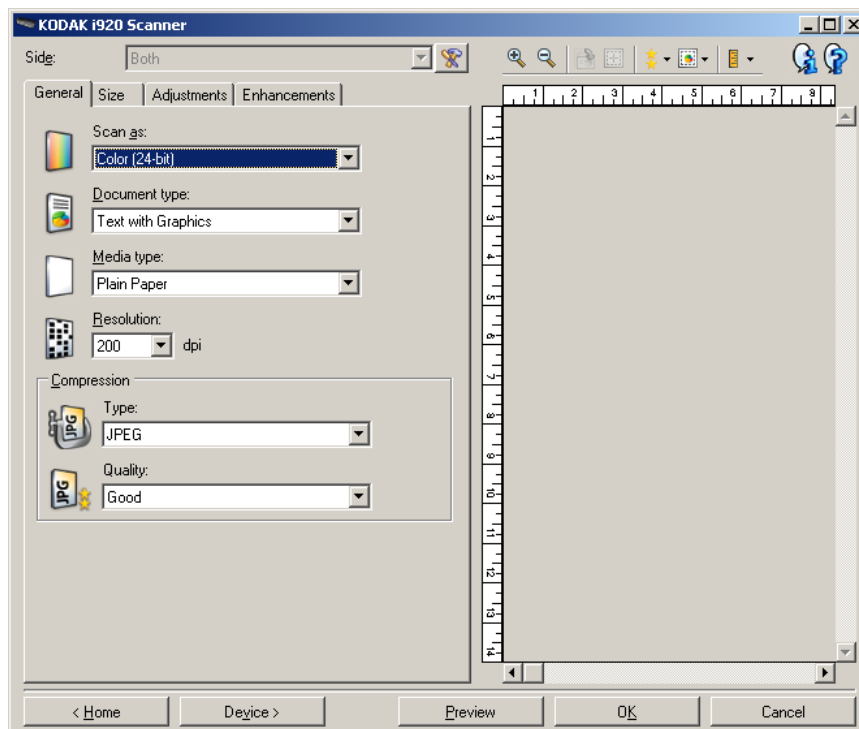 KODAK i920 Scanner
Side: Both
General Size Adjustments Enhancements
Scan as:
Color (24-bit)
Document type:
Text with Graphics
Media type:
Plain Paper
Resolution:
200 dpi
Compression
Type:
JPG
JPEG
Quality:
JPG
Good
1 2 3 4 5 6 7 8
1
2
3
4
5
6
7
8
9
10
11
12
13
14
< Home Device > Preview OK Cancel